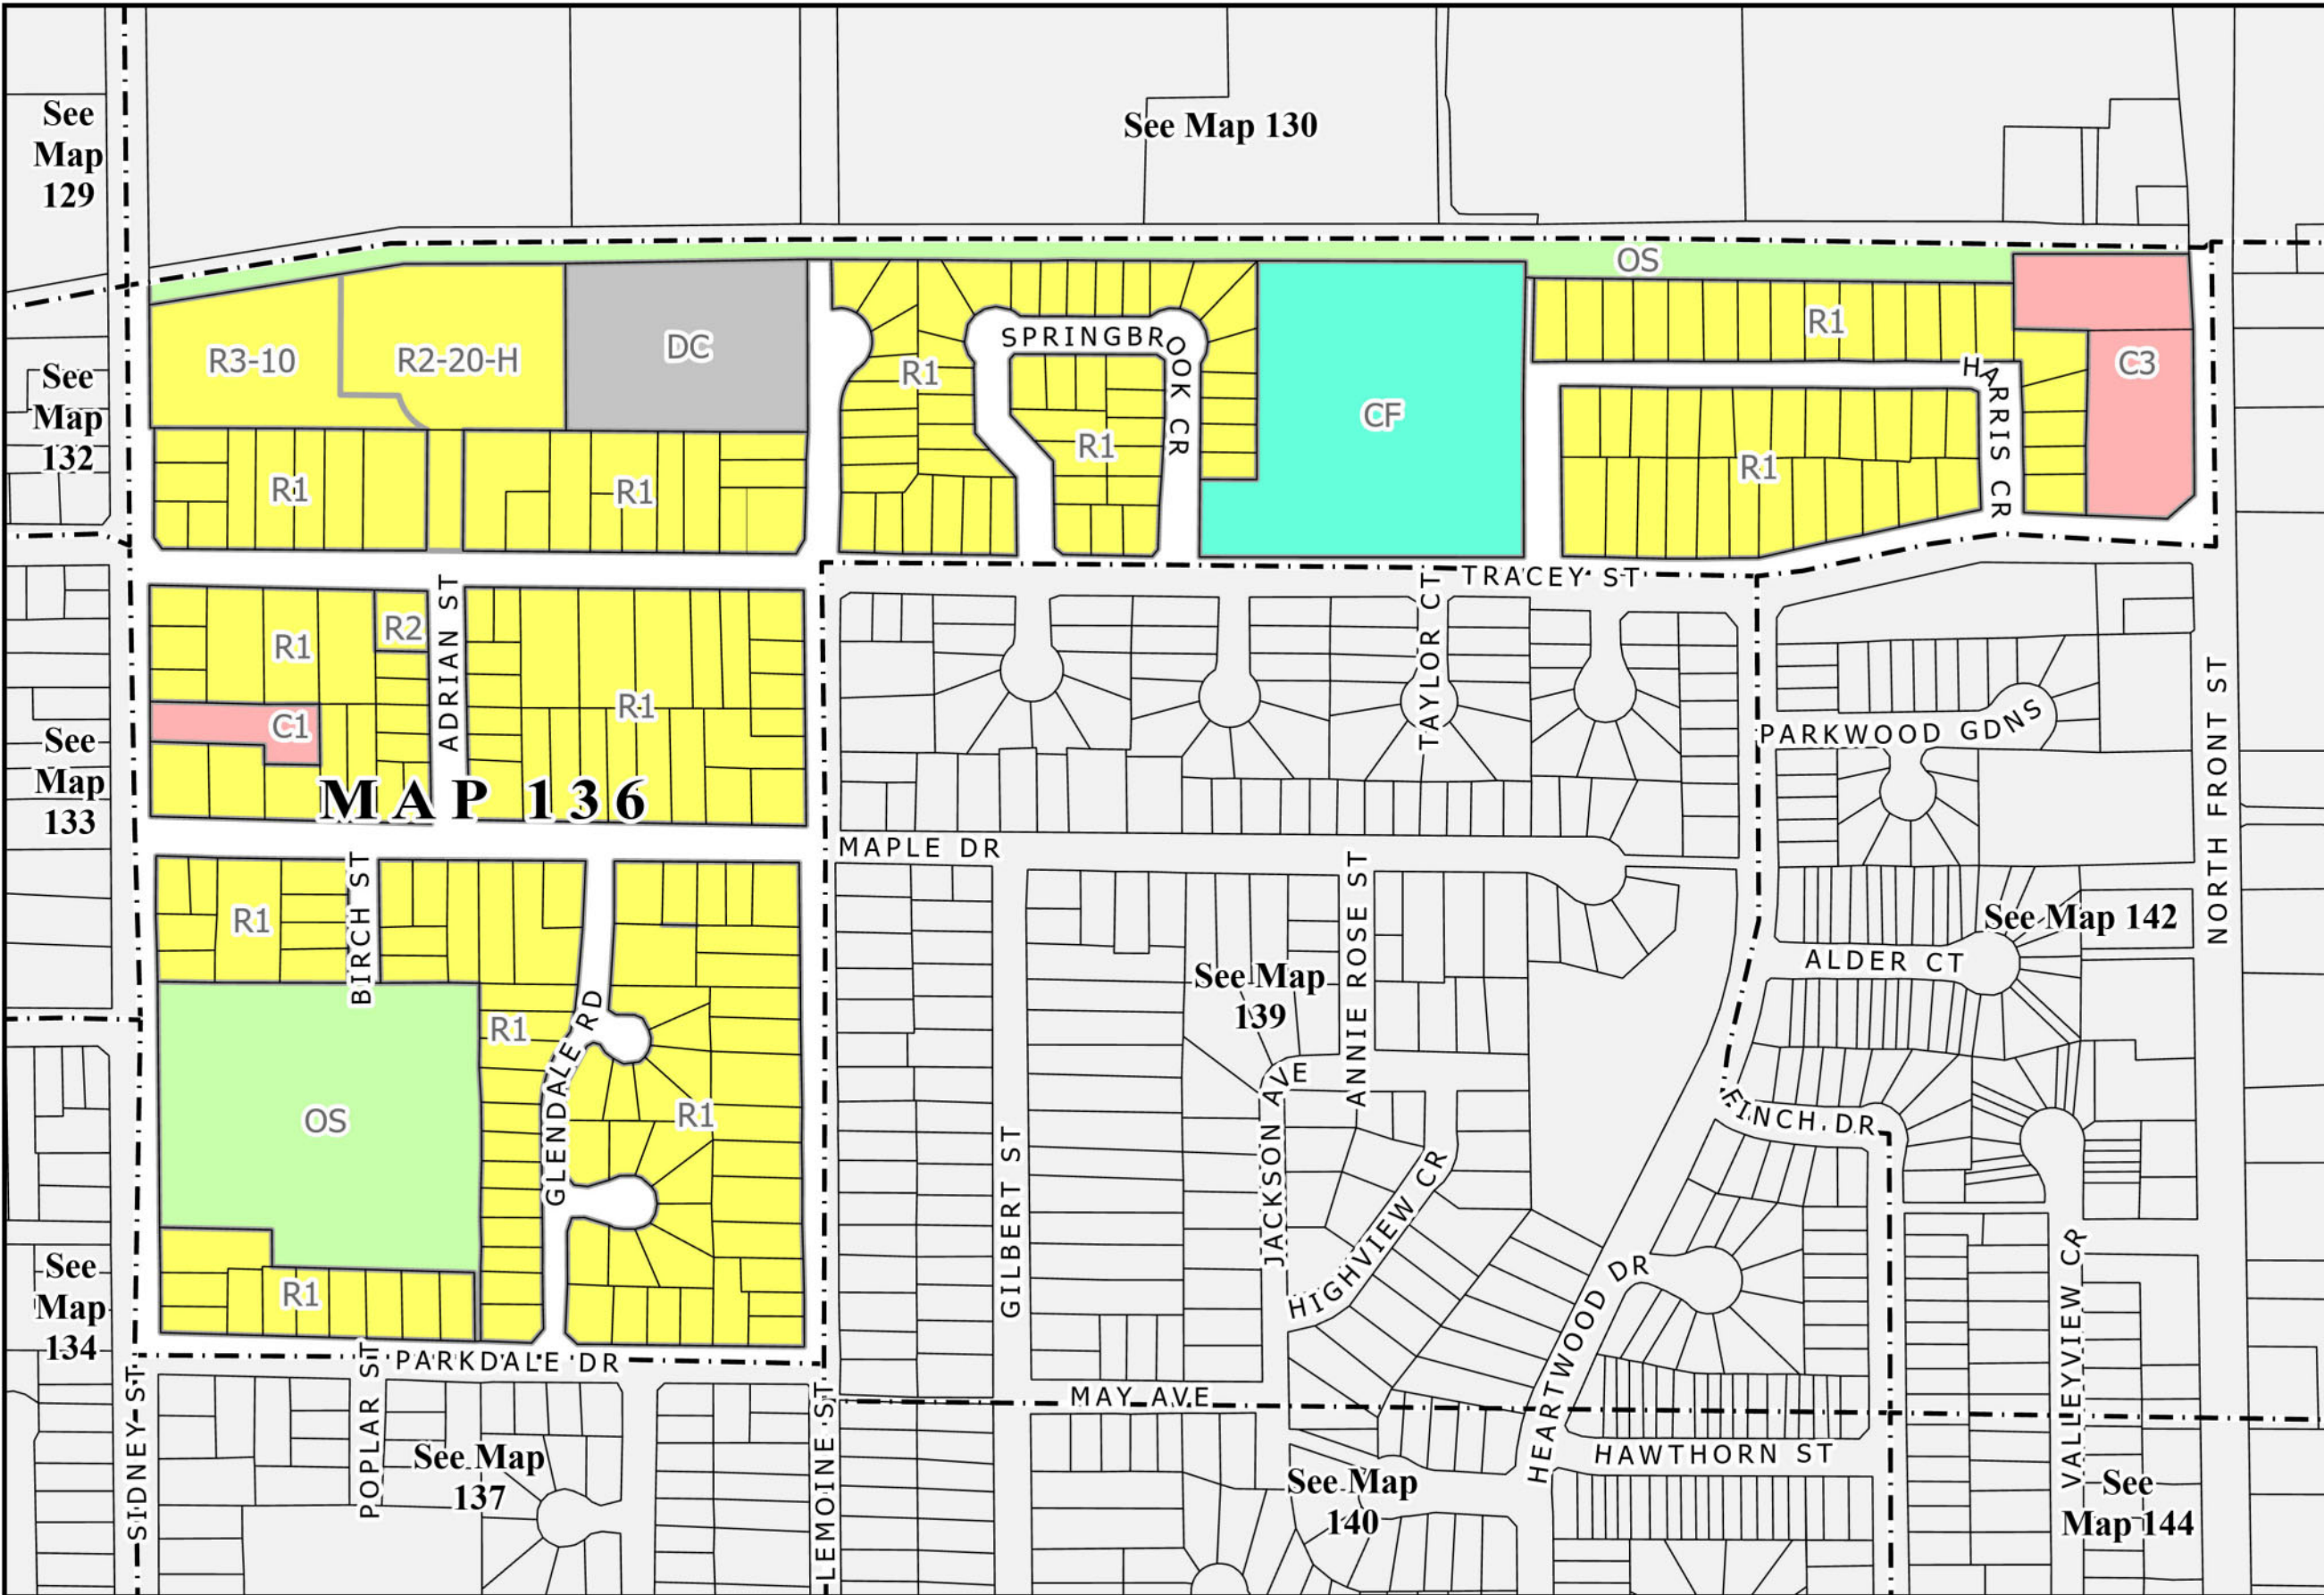 See
Map
129
See Map 130
OS
R3-10
R2-20-H
DC
SPRINGBROOK CR
R1
R1
CF
R1
HARRIS CR
C3
See
Map
132
R1
R1
R1
TRACEY ST
R1
R2
ADRIAN ST
R1
TAYLOR CT
C1
PARKWOOD GDNS
NORTH FRONT ST
See
Map
133
MAP 136
MAPLE DR
BIRCH ST
R1
ANNIE ROSE ST
See Map 142
ALDER CT
See Map
139
GLENDALE RD
R1
JACKSON AVE
OS
R1
FINCH DR
GILBERT ST
HIGHVIEW CR
See
Map
134
R1
HEARTWOOD DR
VALLEYVIEW CR
PARKDALE DR
POPLAR ST
SIDNEY ST
LEMOINE ST
MAY AVE
See Map
137
See Map
140
HAWTHORN ST
See
Map 144